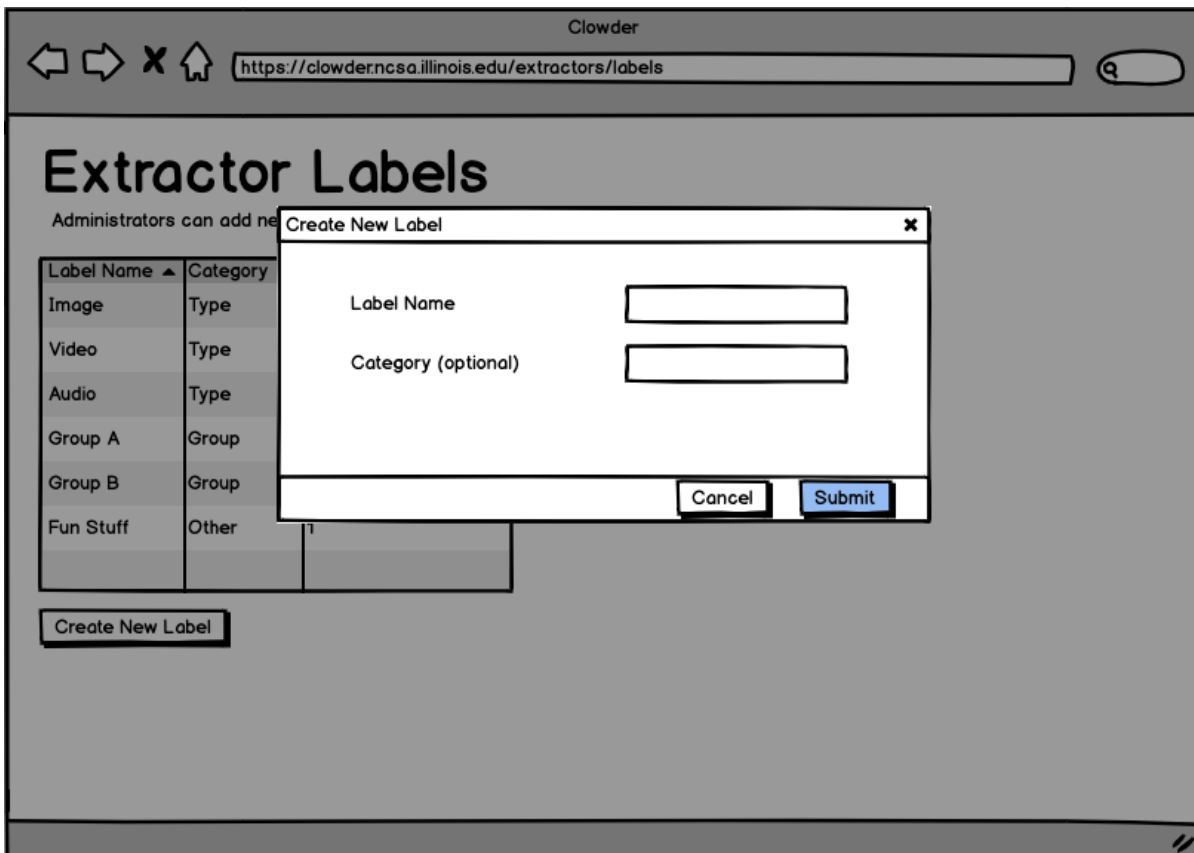 Clowder
https://clowder.ncsa.illinois.edu/extractors/labels
Extractor Labels
Administrators can add ne
Create New Label
Label Name Category
Image Type
Video Type
Audio Type
Group A Group
Group B Group
Fun Stuff Other 1
Label Name
Category (optional)
Cancel Submit
Create New Label